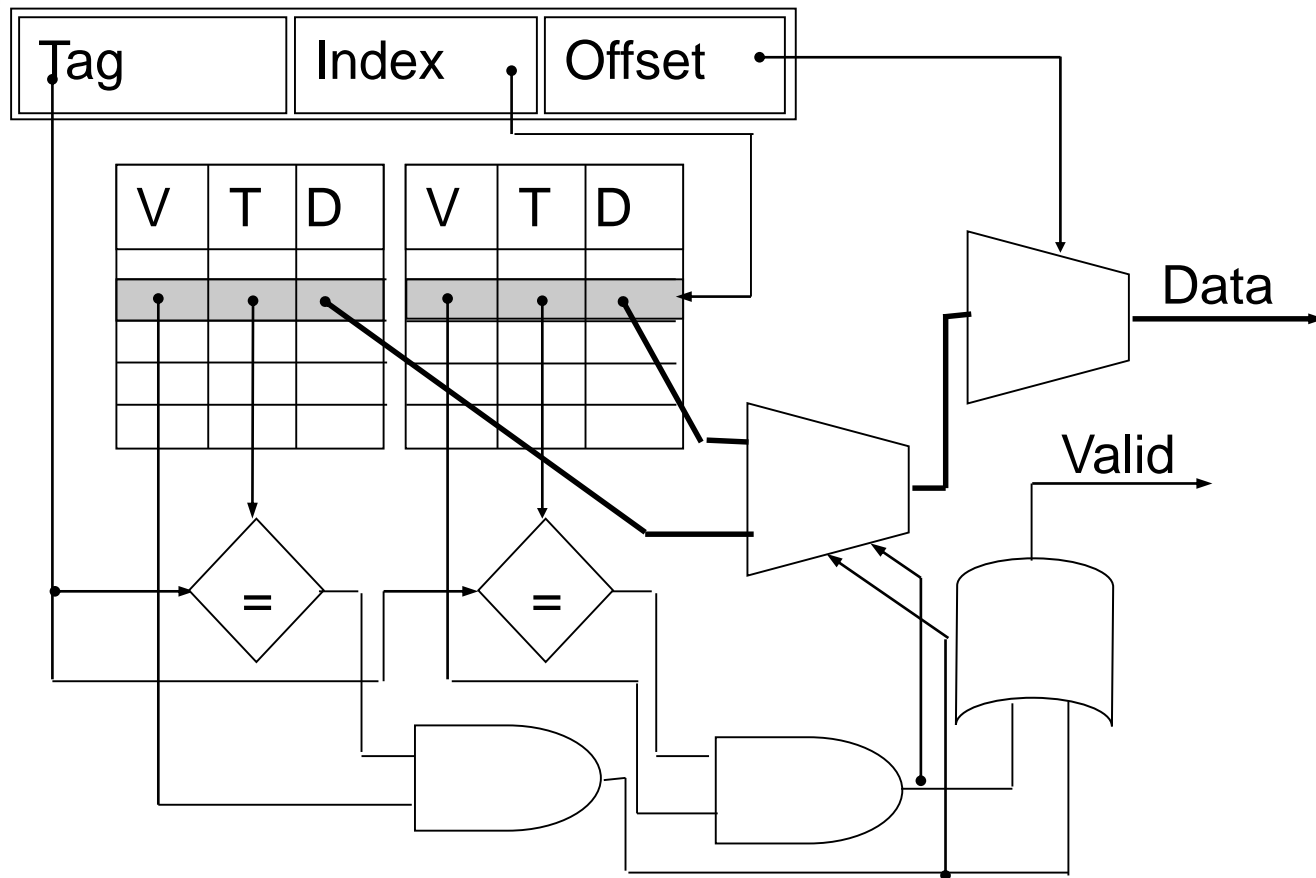 Tag Index Offset
V T D V T D
Data
Valid
= =